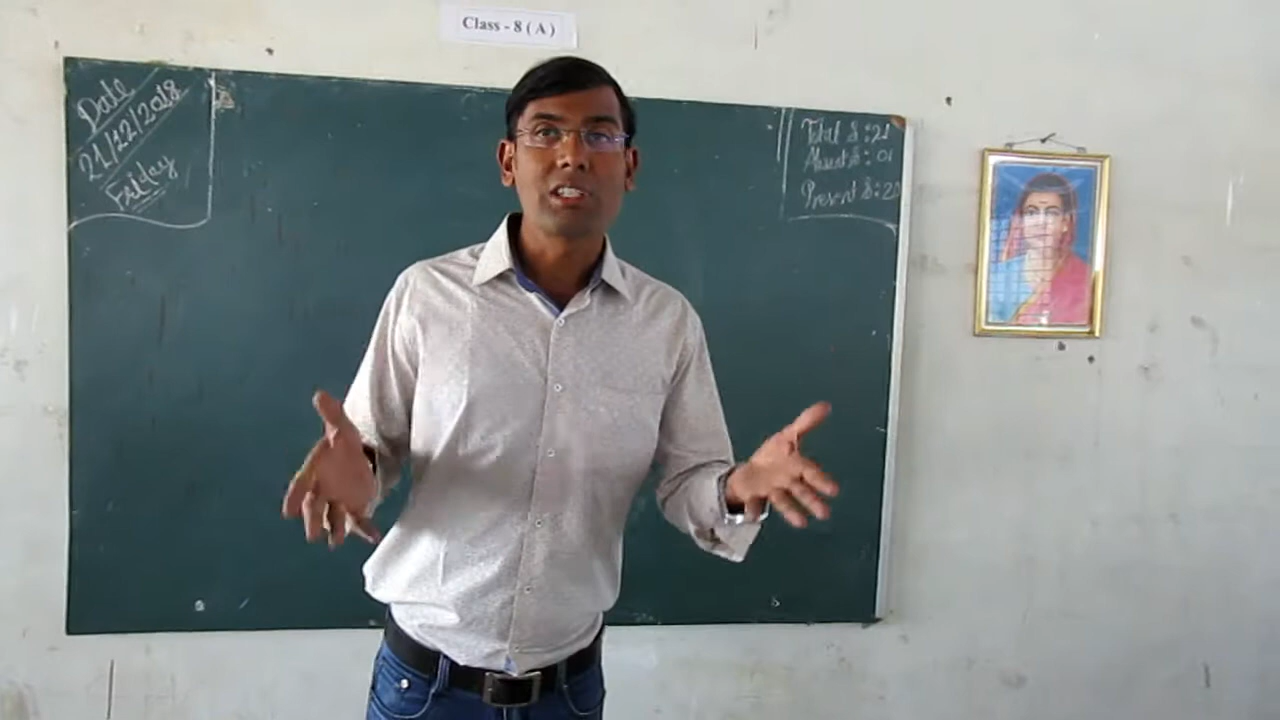 Class - 8 ( A )
Date
21/12/2018
Friday
Total S : 21
Absent S : 01
Present S : 20